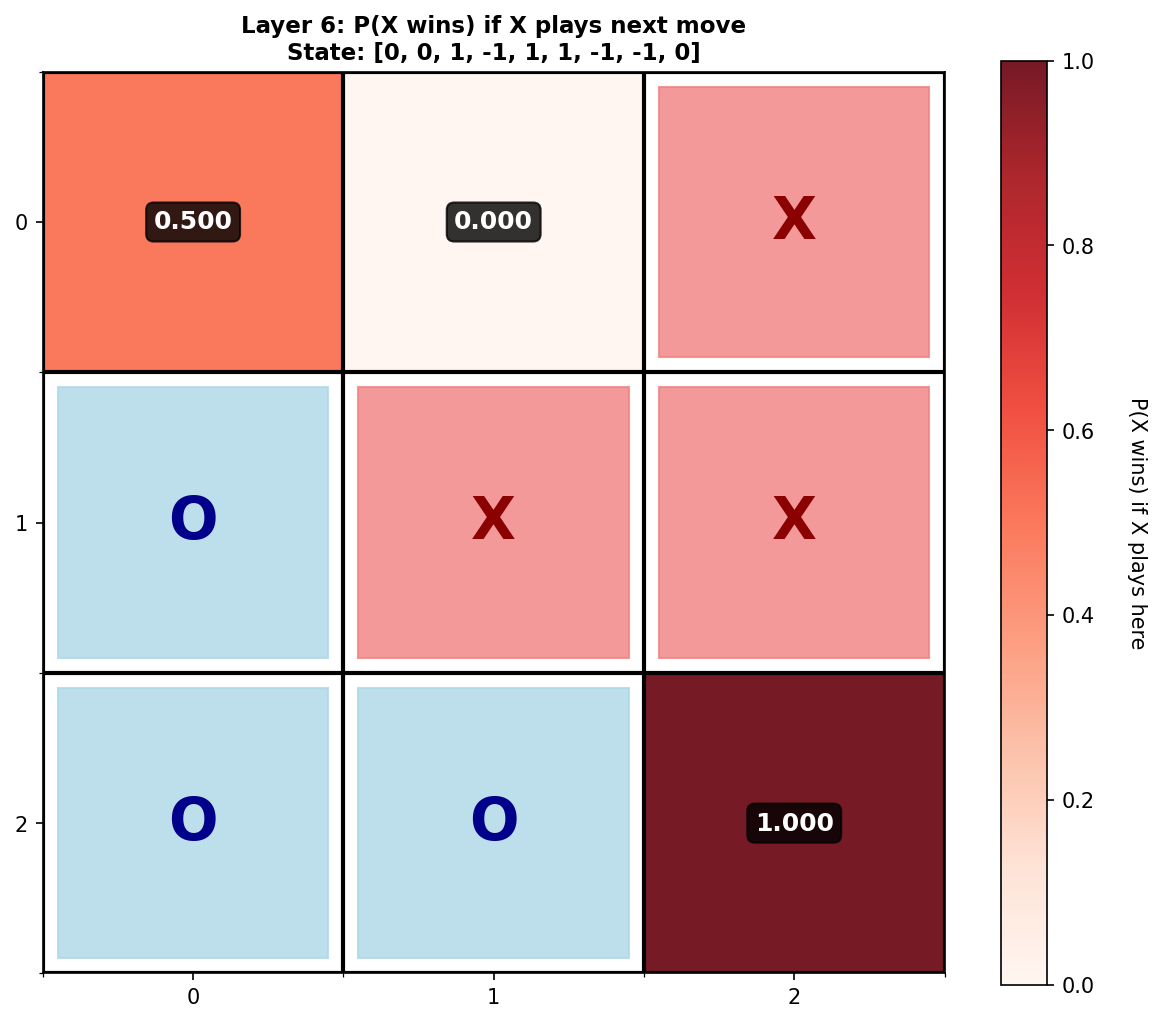 Layer 6: P(X wins) if X plays next move
State: [0, 0, 1, -1, 1, 1, -1, -1, 0]
0 0.500 0.000 X
1 O X X
2 O O 1.000
0 1 2
1.0
0.8
0.6
0.4
0.2
0.0
P(X wins) if X plays here